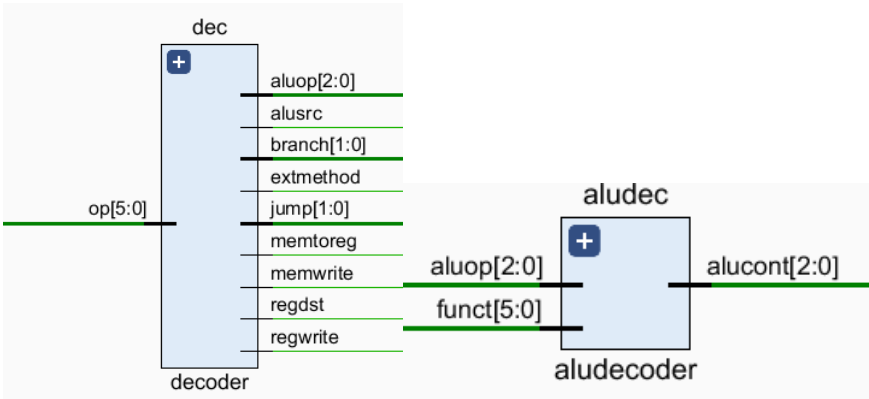 dec
aluop[2:0]
alusrc
branch[1:0]
extmethod
op[5:0]
jump[1:0]
memtoreg
memwrite
regdst
regwrite
decoder
aludec
aluop[2:0]
alucont[2:0]
funct[5:0]
aludecoder